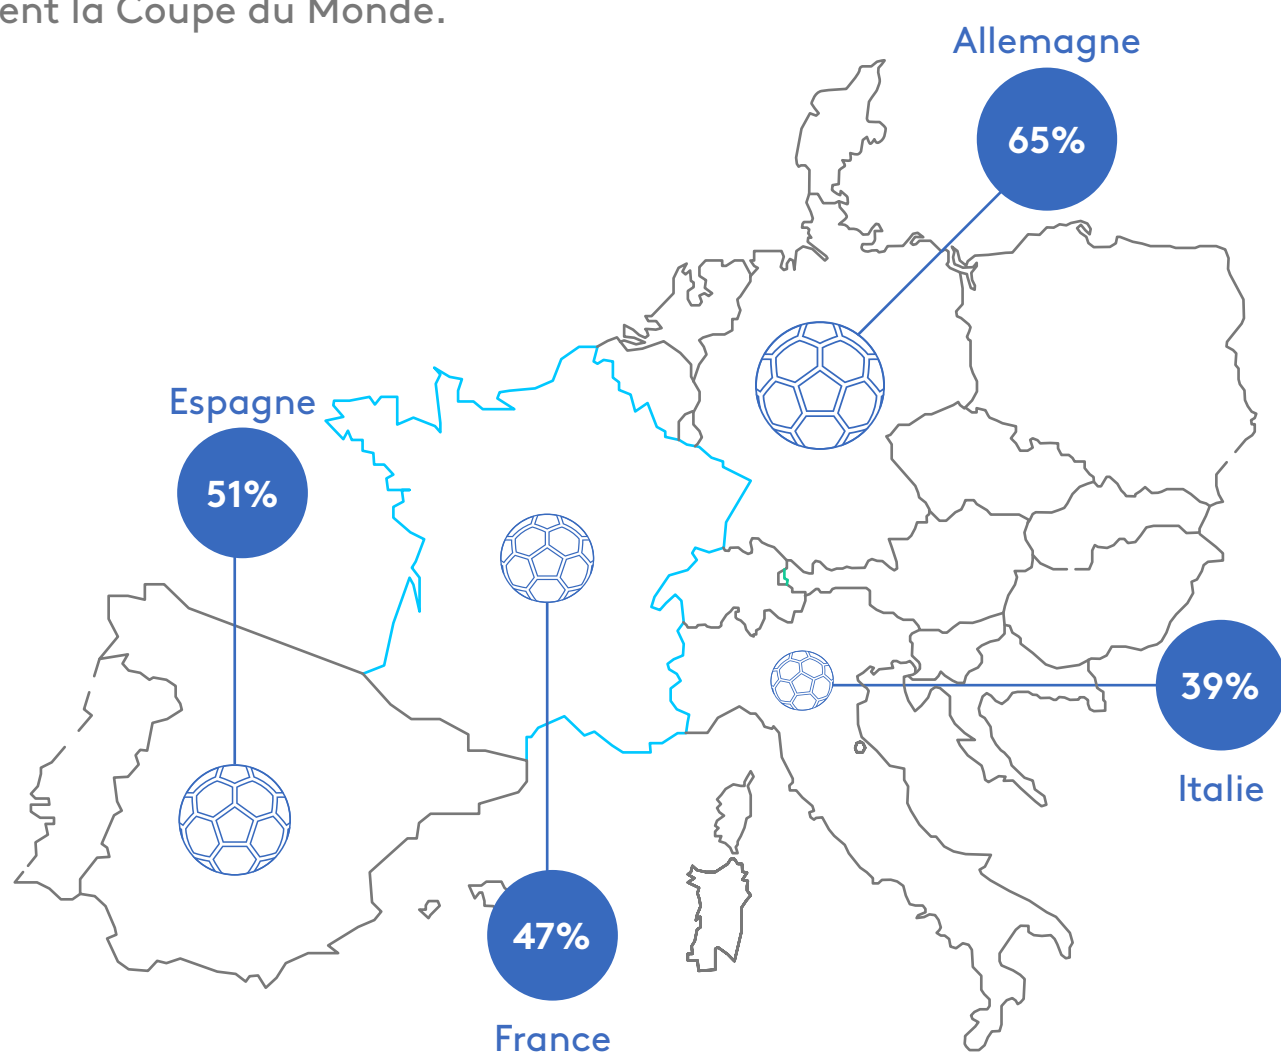 ent la Coupe du Monde.
Allemagne
65%
Espagne
51%
39%
Italie
47%
France